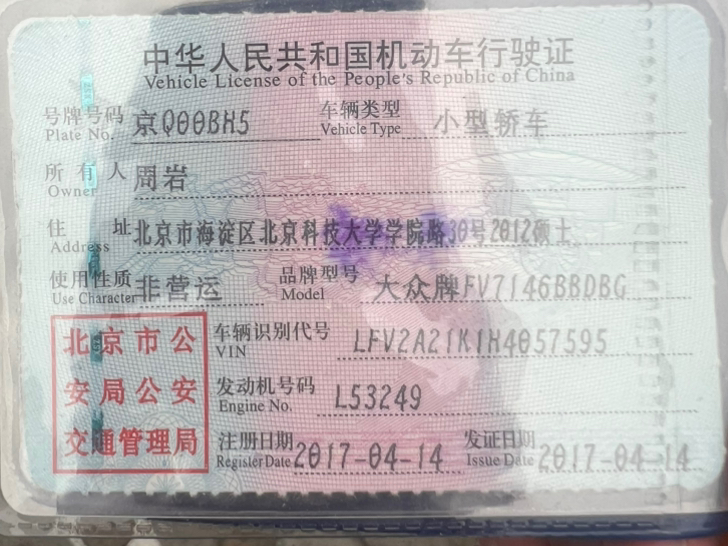 中华人民共和国机动车行驶证
Vehicle License of the People's Republic of China
号牌号码 京Q00BH5 车辆类型 小型轿车
Plate No. Vehicle Type
所有人 周岩
Owner
住址 北京市海淀区北京科技大学学院路30号2012硕士
Address
使用性质 非营运 品牌型号 大众牌FV7146BBDBG
Use Character Model
北京市公
安局公安
交通管理局
车辆识别代号 LFV2A21K1H4057595
VIN
发动机号码 L53249
Engine No.
注册日期 2017-04-14 发证日期 2017-04-14
Register Date Issue Date